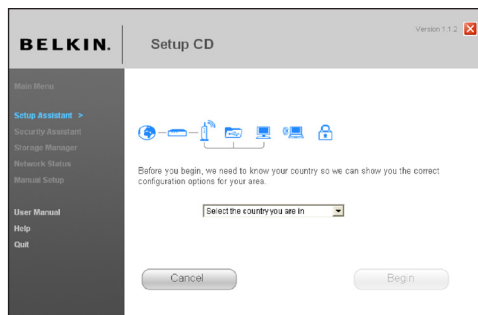 Version 1.1.2
BELKIN.
Setup CD
Main Menu
Setup Assistant >
Security Assistant
Storage Manager
Network Status
Manual Setup
User Manual
Help
Quit
Before you begin, we need to know your country so we can show you the correct
configuration options for your area.
Select the country you are in
Cancel
Begin